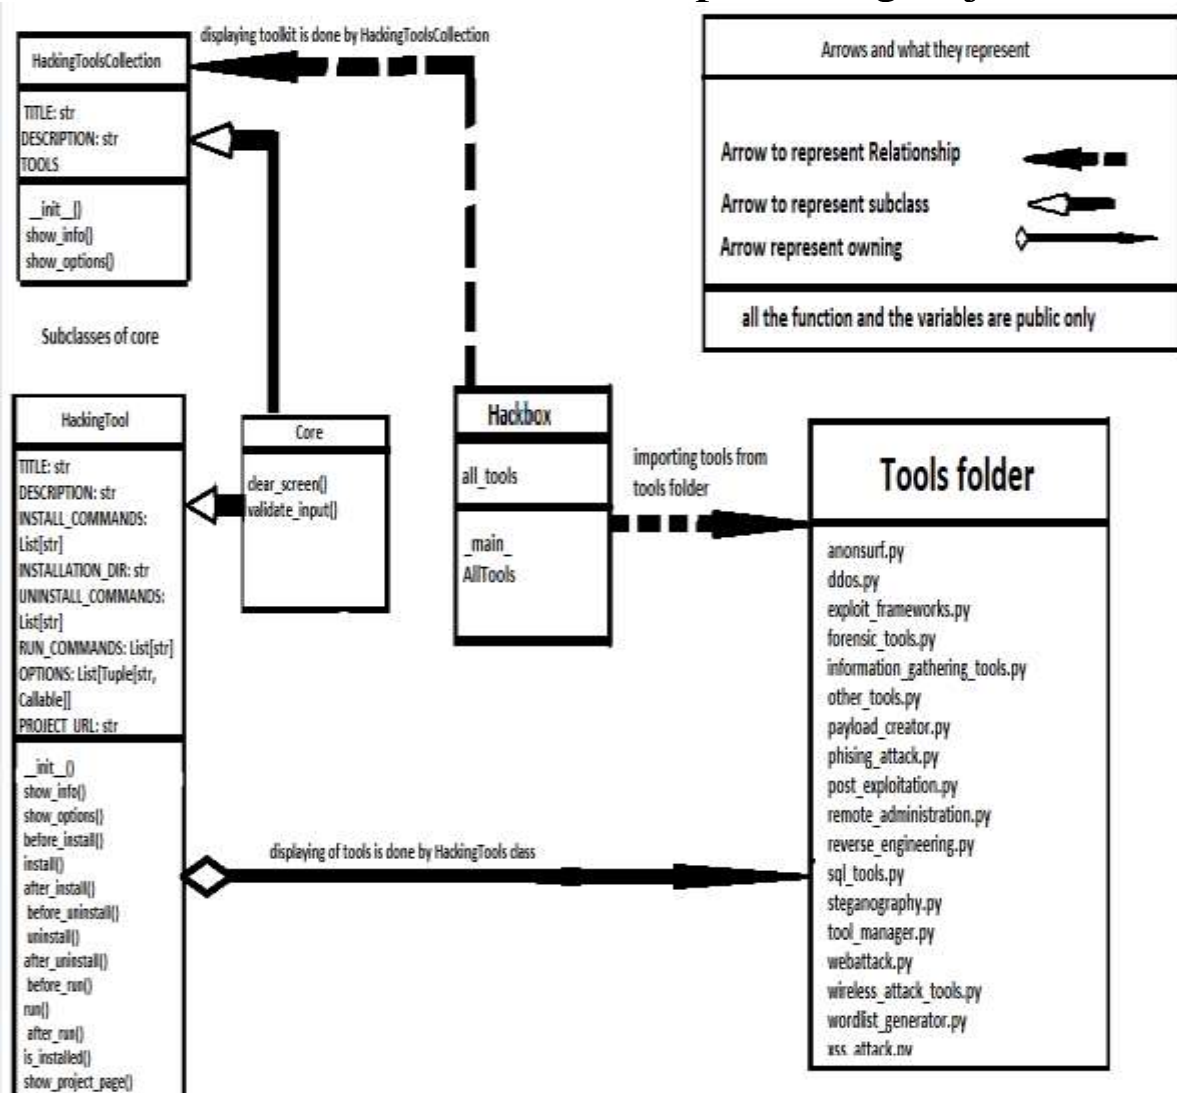 displaying toolkit is done by HackingToolsCollection
HackingToolsCollection
TITLE: str
DESCRIPTION: str
TOOLS
__init__()
show_info()
show_options()
Subclasses of core
Arrows and what they represent
Arrow to represent Relationship
Arrow to represent subclass
Arrow represent owning
all the function and the variables are public only
HackingTool
TITLE: str
DESCRIPTION: str
INSTALL_COMMANDS:
List[str]
INSTALLATION_DIR: str
UNINSTALL_COMMANDS:
List[str]
RUN_COMMANDS: List[str]
OPTIONS: List[Tuple[str,
Callable]]
PROJECT_URL: str
__init__()
show_info()
show_options()
before_install()
install()
after_install()
before_uninstall()
uninstall()
after_uninstall()
before_run()
run()
after_run()
is_installed()
show_project_page()
Core
clear_screen()
validate_input()
Hackbox
all_tools
_main_
AllTools
importing tools from
tools folder
displaying of tools is done by HackingTools class
Tools folder
anonsurf.py
ddos.py
exploit_frameworks.py
forensic_tools.py
information_gathering_tools.py
other_tools.py
payload_creator.py
phising_attack.py
post_exploitation.py
remote_administration.py
reverse_engineering.py
sql_tools.py
steganography.py
tool_manager.py
webattack.py
wireless_attack_tools.py
wordlist_generator.py
xss_attack.py